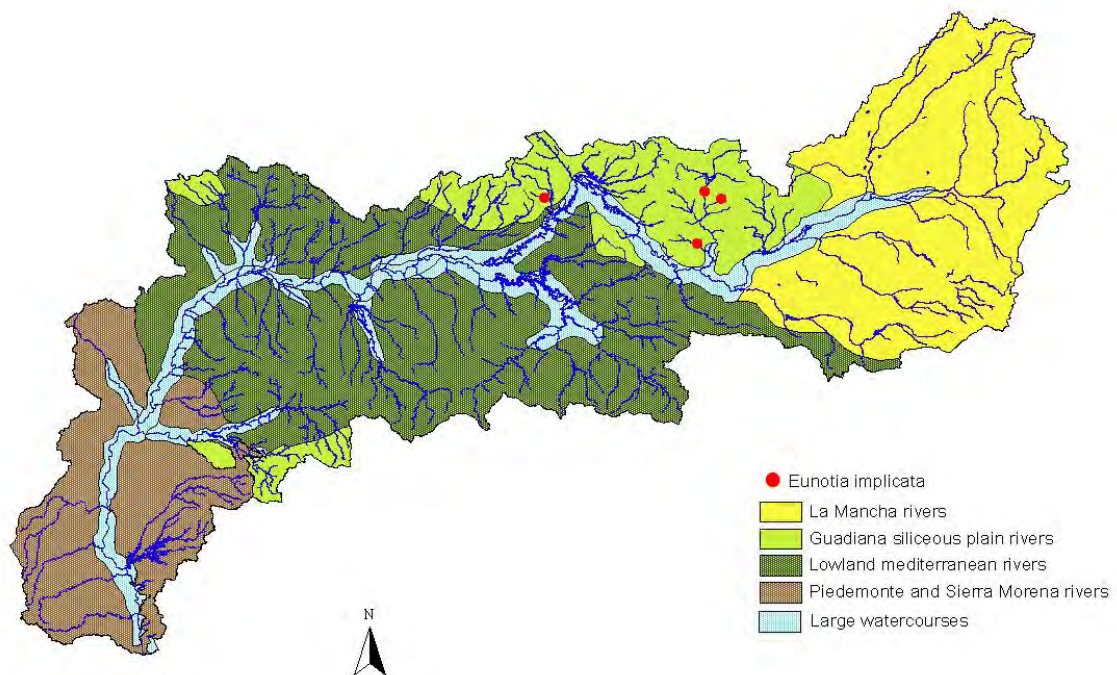 Eunotia implicata
La Mancha rivers
Guadiana siliceous plain rivers
Lowland mediterranean rivers
Piedemonte and Sierra Morena rivers
Large watercourses
N